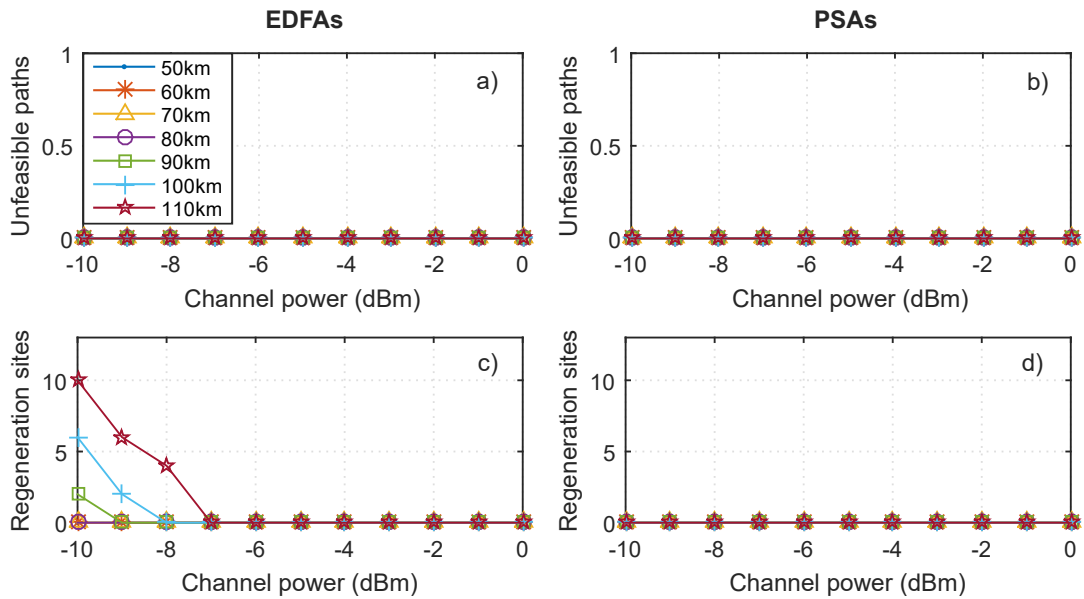 EDFAs
PSAs
Unfeasible paths
1
0.5
0
50km
60km
70km
80km
90km
100km
110km
a)
-10 -8 -6 -4 -2 0
Channel power (dBm)
Unfeasible paths
1
0.5
0
b)
-10 -8 -6 -4 -2 0
Channel power (dBm)
Regeneration sites
10
5
0
c)
-10 -8 -6 -4 -2 0
Channel power (dBm)
Regeneration sites
10
5
0
d)
-10 -8 -6 -4 -2 0
Channel power (dBm)